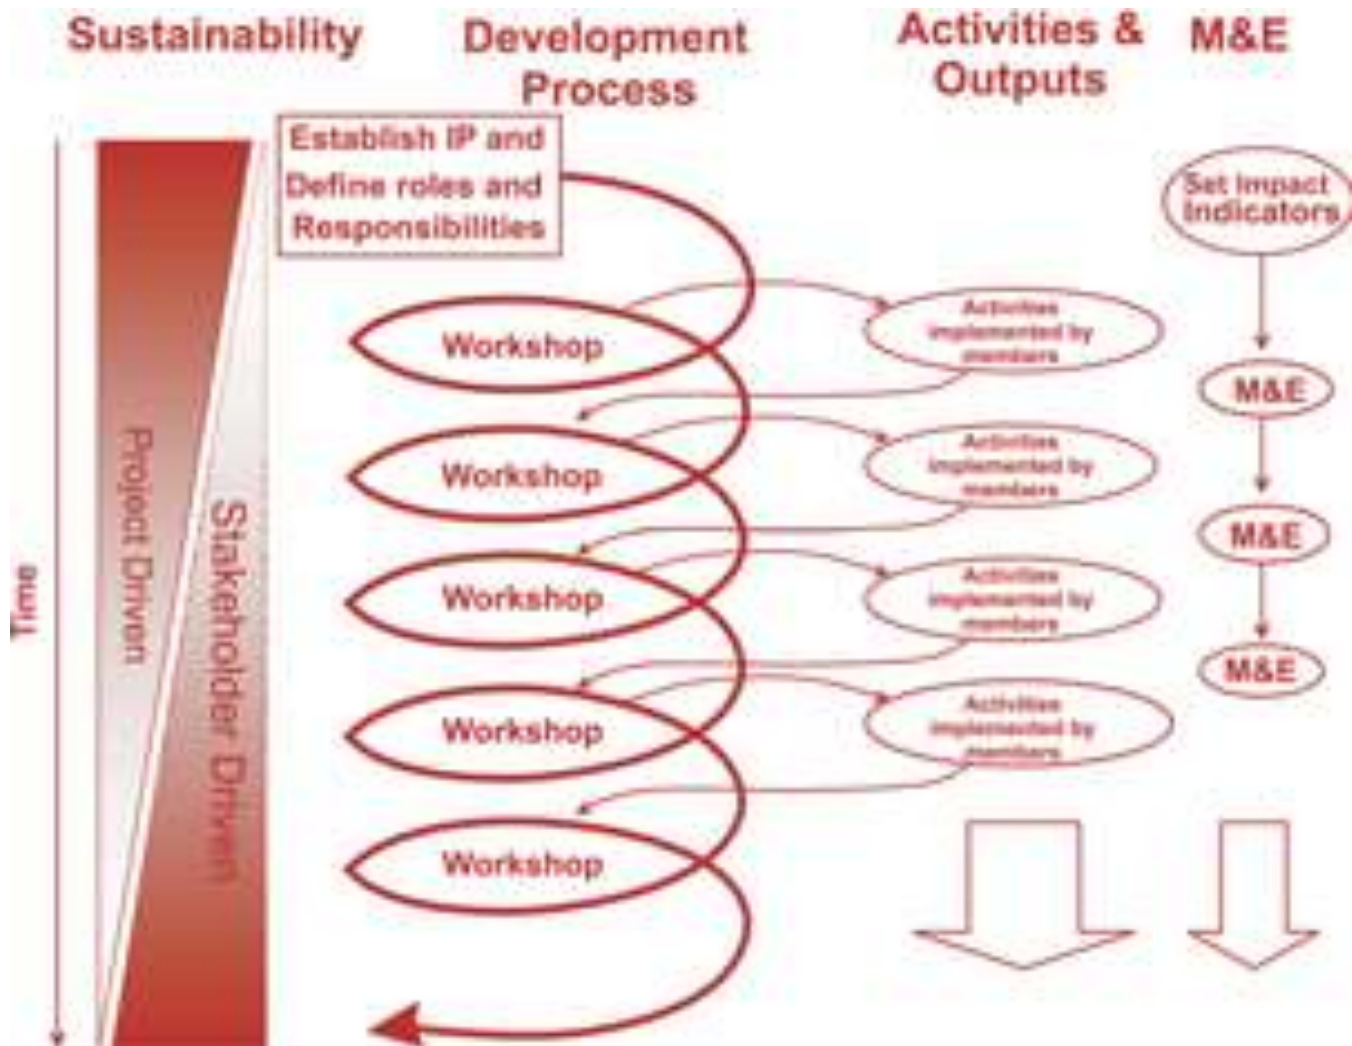 Sustainability
Development
Process
Activities &
Outputs
M&E
Establish IP and
Define roles and
Responsibilities
Set Impact
Indicators
Workshop
Activities
implemented by
members
M&E
Workshop
Activities
implemented by
members
M&E
Workshop
Activities
implemented by
members
M&E
Workshop
Activities
implemented by
members
Workshop
Time
Project Driven
Stakeholder Driven